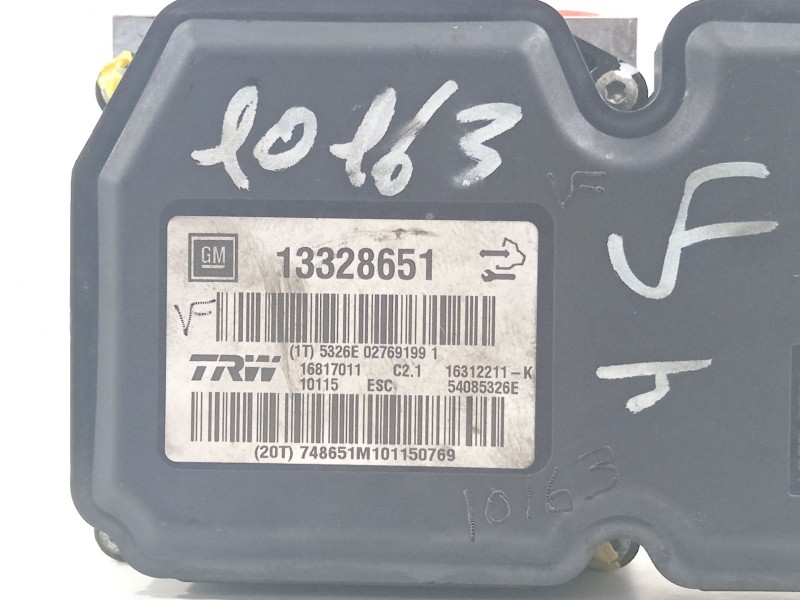 10163
VF
GM 13328651
VF
(1T) 5326E 02769199 1
TRW 16817011 C2.1 16312211-K
10115 ESC 54085326E
(20T) 748651M101150769
VF
H
10163